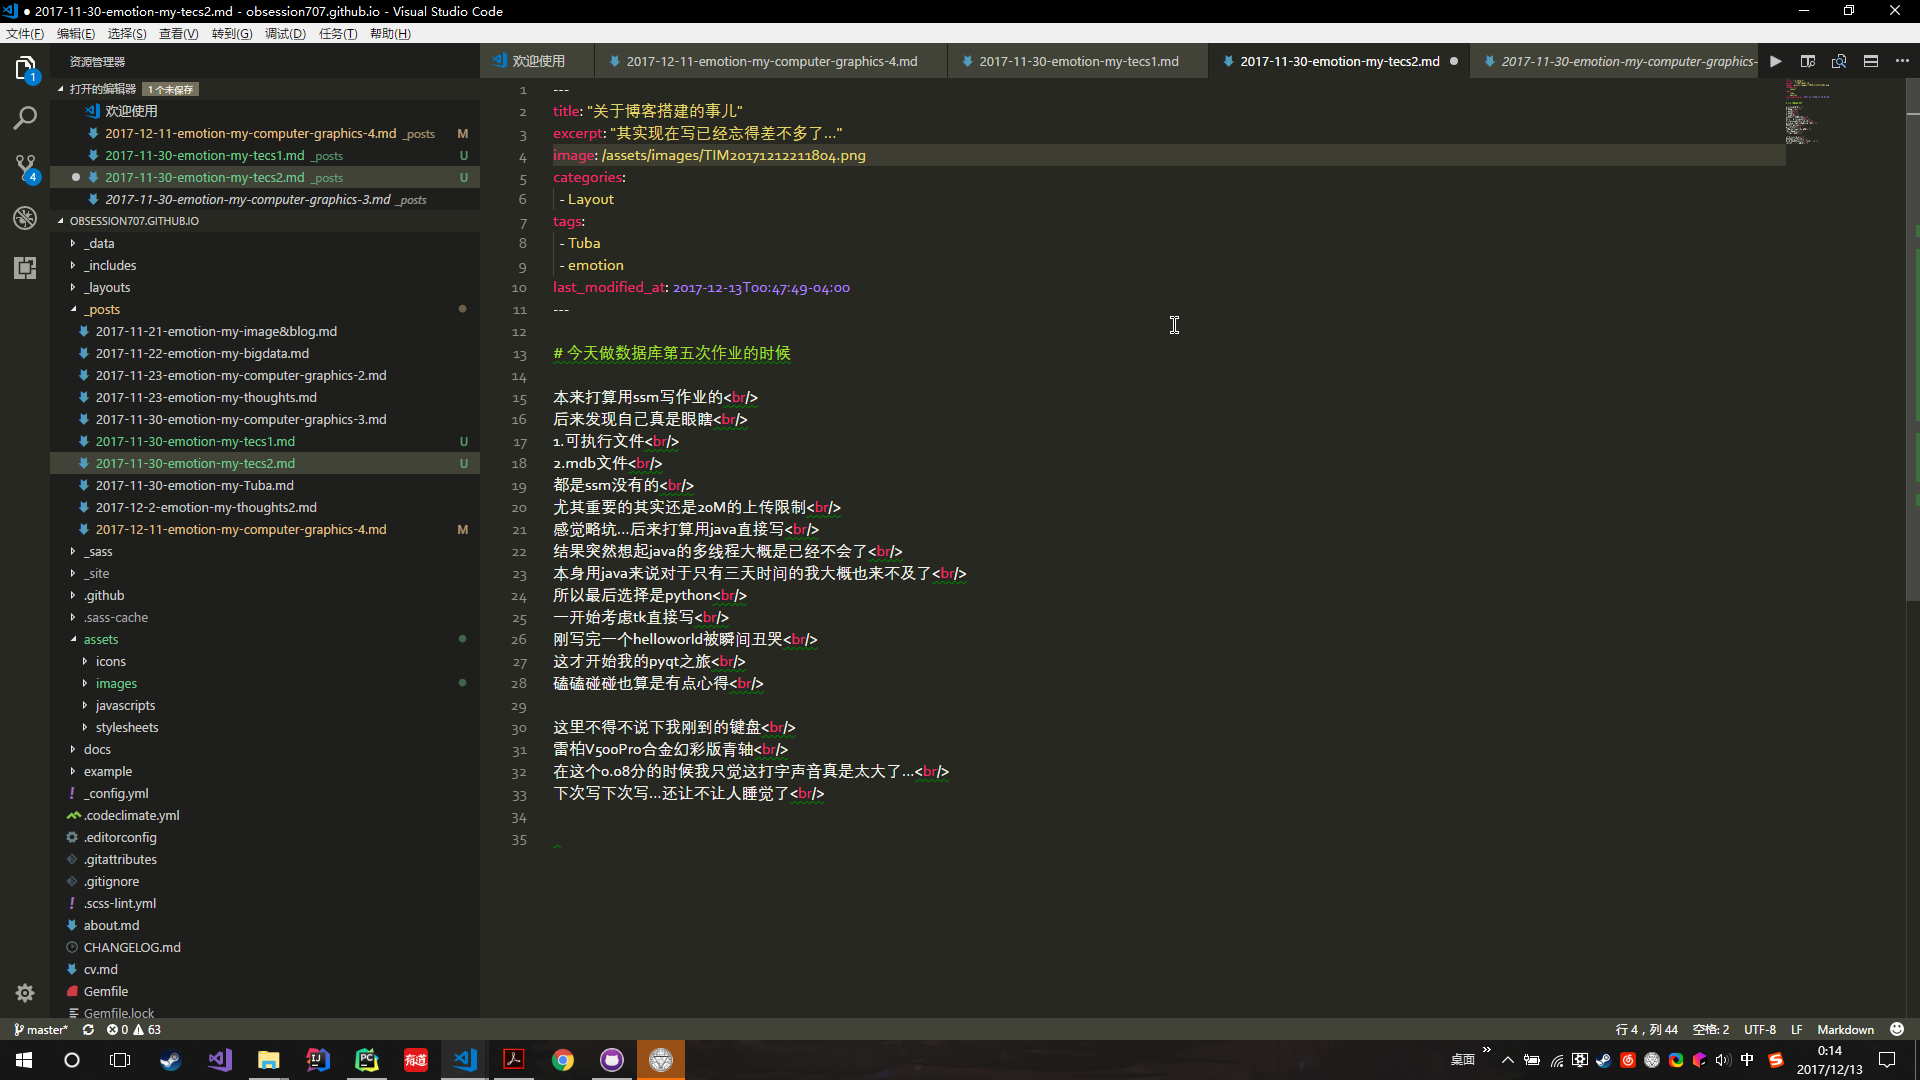 2017-11-30-emotion-my-tecs2.md - obsession707.github.io - Visual Studio Code
文件(F) 编辑(E) 选择(S) 查看(V) 转到(G) 调试(D) 任务(T) 帮助(H)
资源管理器
打开的编辑器 1 个未保存
欢迎使用
2017-12-11-emotion-my-computer-graphics-4.md _posts M
2017-11-30-emotion-my-tecs1.md _posts U
2017-11-30-emotion-my-tecs2.md _posts U
2017-11-30-emotion-my-computer-graphics-3.md _posts
OBSESSION707.GITHUB.IO
_data
_includes
_layouts
_posts
2017-11-21-emotion-my-image&blog.md
2017-11-22-emotion-my-bigdata.md
2017-11-23-emotion-my-computer-graphics-2.md
2017-11-23-emotion-my-thoughts.md
2017-11-30-emotion-my-computer-graphics-3.md
2017-11-30-emotion-my-tecs1.md U
2017-11-30-emotion-my-tecs2.md U
2017-11-30-emotion-my-Tuba.md
2017-12-2-emotion-my-thoughts2.md
2017-12-11-emotion-my-computer-graphics-4.md M
_sass
_site
.github
.sass-cache
assets
icons
images
javascripts
stylesheets
docs
example
_config.yml
.codeclimate.yml
.editorconfig
.gitattributes
.gitignore
.scss-lint.yml
about.md
CHANGELOG.md
cv.md
Gemfile
Gemfile.lock
欢迎使用 2017-12-11-emotion-my-computer-graphics-4.md 2017-11-30-emotion-my-tecs1.md 2017-11-30-emotion-my-tecs2.md 2017-11-30-emotion-my-computer-graphics-
1 ---
2 title: "关于博客搭建的事儿"
3 excerpt: "其实现在写已经忘得差不多了..."
4 image: /assets/images/TIM20171212211804.png
5 categories:
6 - Layout
7 tags:
8 - Tuba
9 - emotion
10 last_modified_at: 2017-12-13T00:47:49-04:00
11 ---
12
13 # 今天做数据库第五次作业的时候
14
15 本来打算用ssm写作业的<br/>
16 后来发现自己真是眼瞎<br/>
17 1.可执行文件<br/>
18 2.mdb文件<br/>
19 都是ssm没有的<br/>
20 尤其重要的其实还是20M的上传限制<br/>
21 感觉略坑...后来打算用java直接写<br/>
22 结果突然想起java的多线程大概是已经不会了<br/>
23 本身用java来说对于只有三天时间的我大概也来不及了<br/>
24 所以最后选择是python<br/>
25 一开始考虑tk直接写<br/>
26 刚写完一个helloworld被瞬间丑哭<br/>
27 这才开始我的pyqt之旅<br/>
28 磕磕碰碰也算是有点心得<br/>
29
30 这里不得不说下我刚到的键盘<br/>
31 雷柏V500Pro合金幻彩版青轴<br/>
32 在这个0.08分的时候我只觉这打字声音真是太大了...<br/>
33 下次写下次写...还让不让人睡觉了<br/>
34
35
1
4
master* 0 63 行 4，列 44 空格: 2 UTF-8 LF Markdown
有道
桌面 中 0:14
2017/12/13